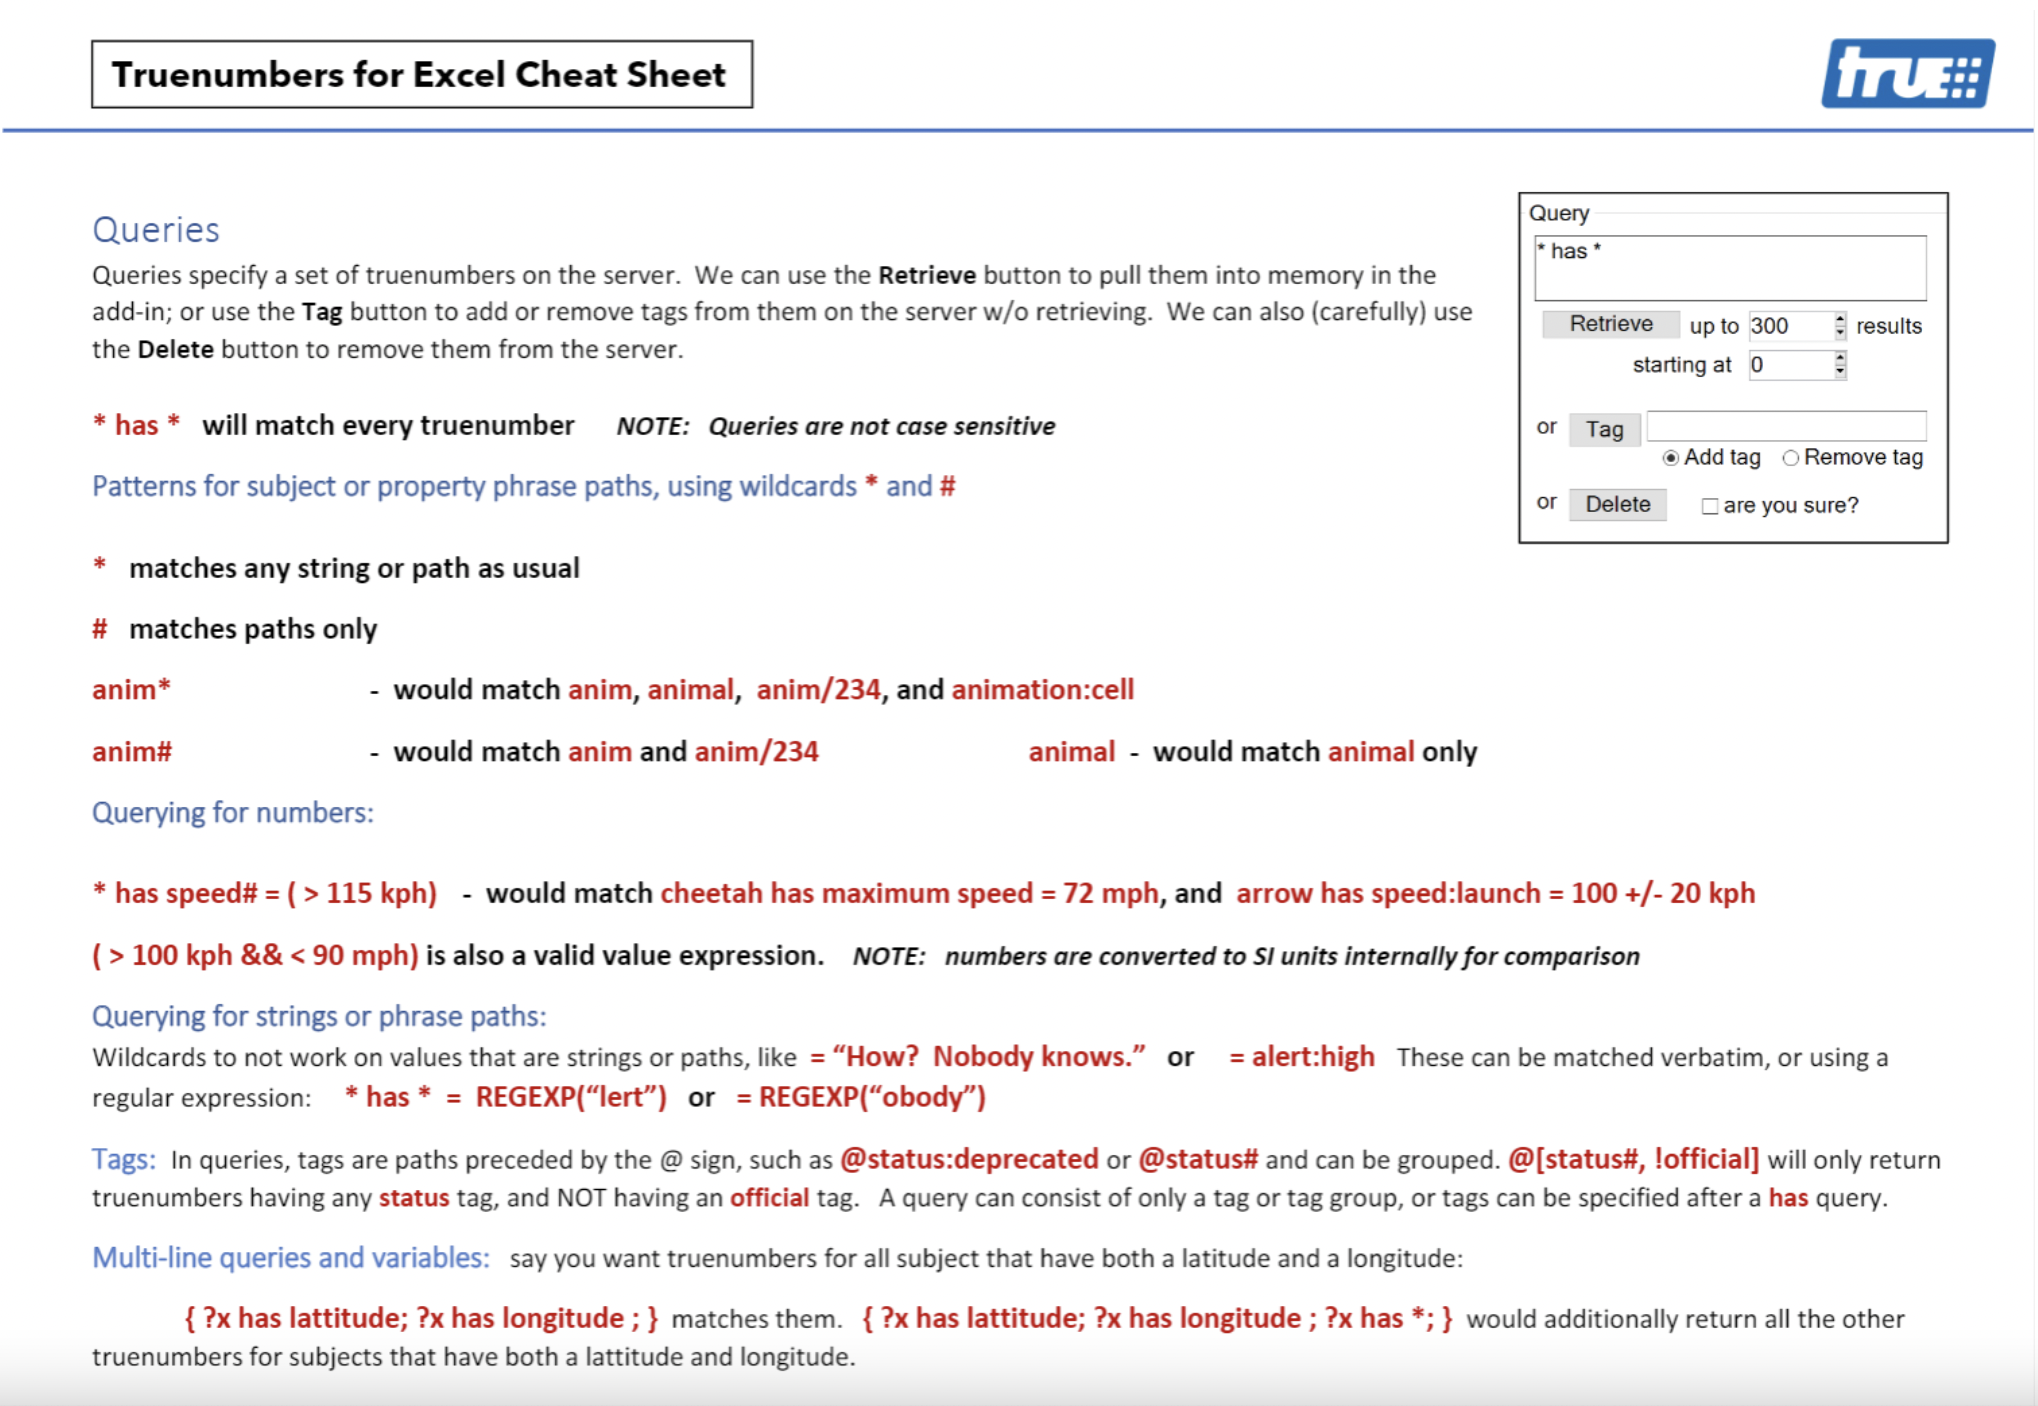 Truenumbers for Excel Cheat Sheet
true
Queries
Queries specify a set of truenumbers on the server.  We can use the Retrieve button to pull them into memory in the
add-in; or use the Tag button to add or remove tags from them on the server w/o retrieving.  We can also (carefully) use
the Delete button to remove them from the server.
Query
* has *
Retrieve up to 300 results
starting at 0
or Tag
Add tag Remove tag
or Delete are you sure?
* has *  will match every truenumber  NOTE:  Queries are not case sensitive
Patterns for subject or property phrase paths, using wildcards * and #
*  matches any string or path as usual
#  matches paths only
anim*  -  would match anim, animal,  anim/234, and animation:cell
anim#  -  would match anim and anim/234  animal  -  would match animal only
Querying for numbers:
* has speed# = ( > 115 kph)  -  would match cheetah has maximum speed = 72 mph, and  arrow has speed:launch = 100 +/- 20 kph
( > 100 kph && < 90 mph) is also a valid value expression.  NOTE:  numbers are converted to SI units internally for comparison
Querying for strings or phrase paths:
Wildcards to not work on values that are strings or paths, like  = “How?  Nobody knows.”  or  = alert:high  These can be matched verbatim, or using a
regular expression:  * has *  =  REGEXP(“lert”)  or  = REGEXP(“obody”)
Tags:  In queries, tags are paths preceded by the @ sign, such as @status:deprecated or @status# and can be grouped. @[status#, !official] will only return
truenumbers having any status tag, and NOT having an official tag.  A query can consist of only a tag or tag group, or tags can be specified after a has query.
Multi-line queries and variables:  say you want truenumbers for all subject that have both a latitude and a longitude:
{ ?x has lattitude; ?x has longitude ; }  matches them.  { ?x has lattitude; ?x has longitude ; ?x has *; }  would additionally return all the other
truenumbers for subjects that have both a lattitude and longitude.